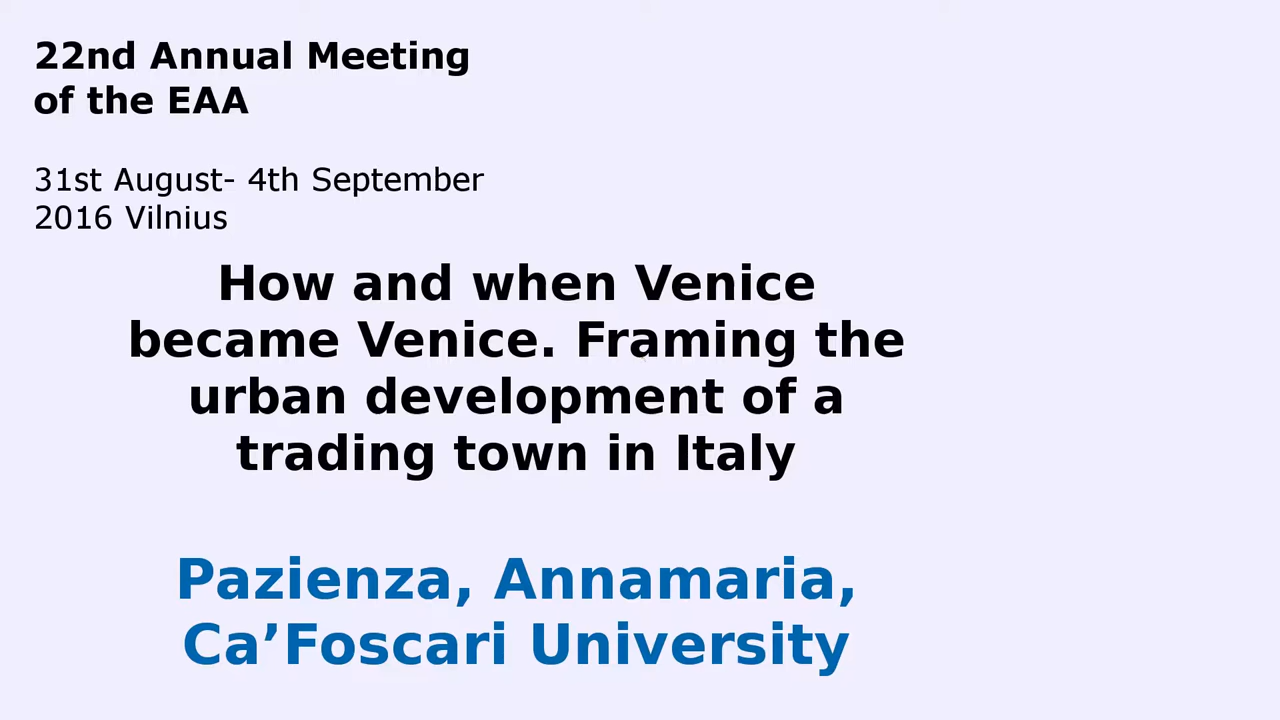 22nd Annual Meeting
of the EAA
31st August- 4th September
2016 Vilnius
How and when Venice
became Venice. Framing the
urban development of a
trading town in Italy
Pazienza, Annamaria,
Ca’Foscari University